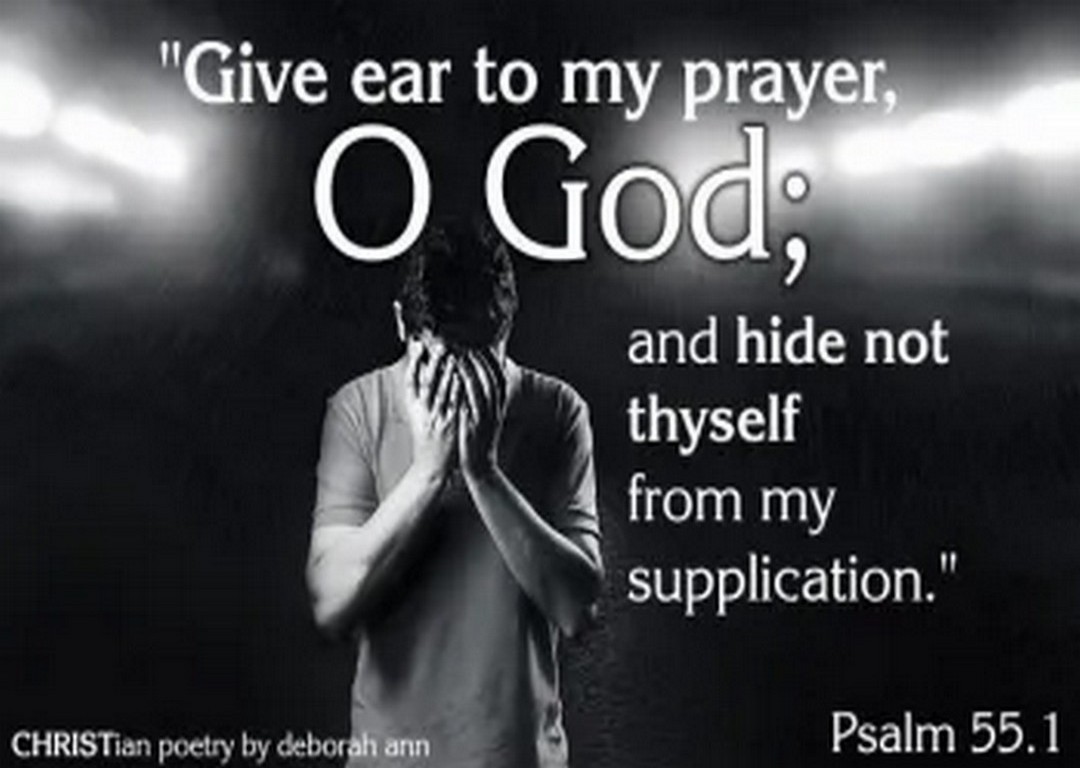 "Give ear to my prayer,
O God;
and hide not
thyself
from my
supplication."
Psalm 55.1
CHRISTian poetry by deborah ann